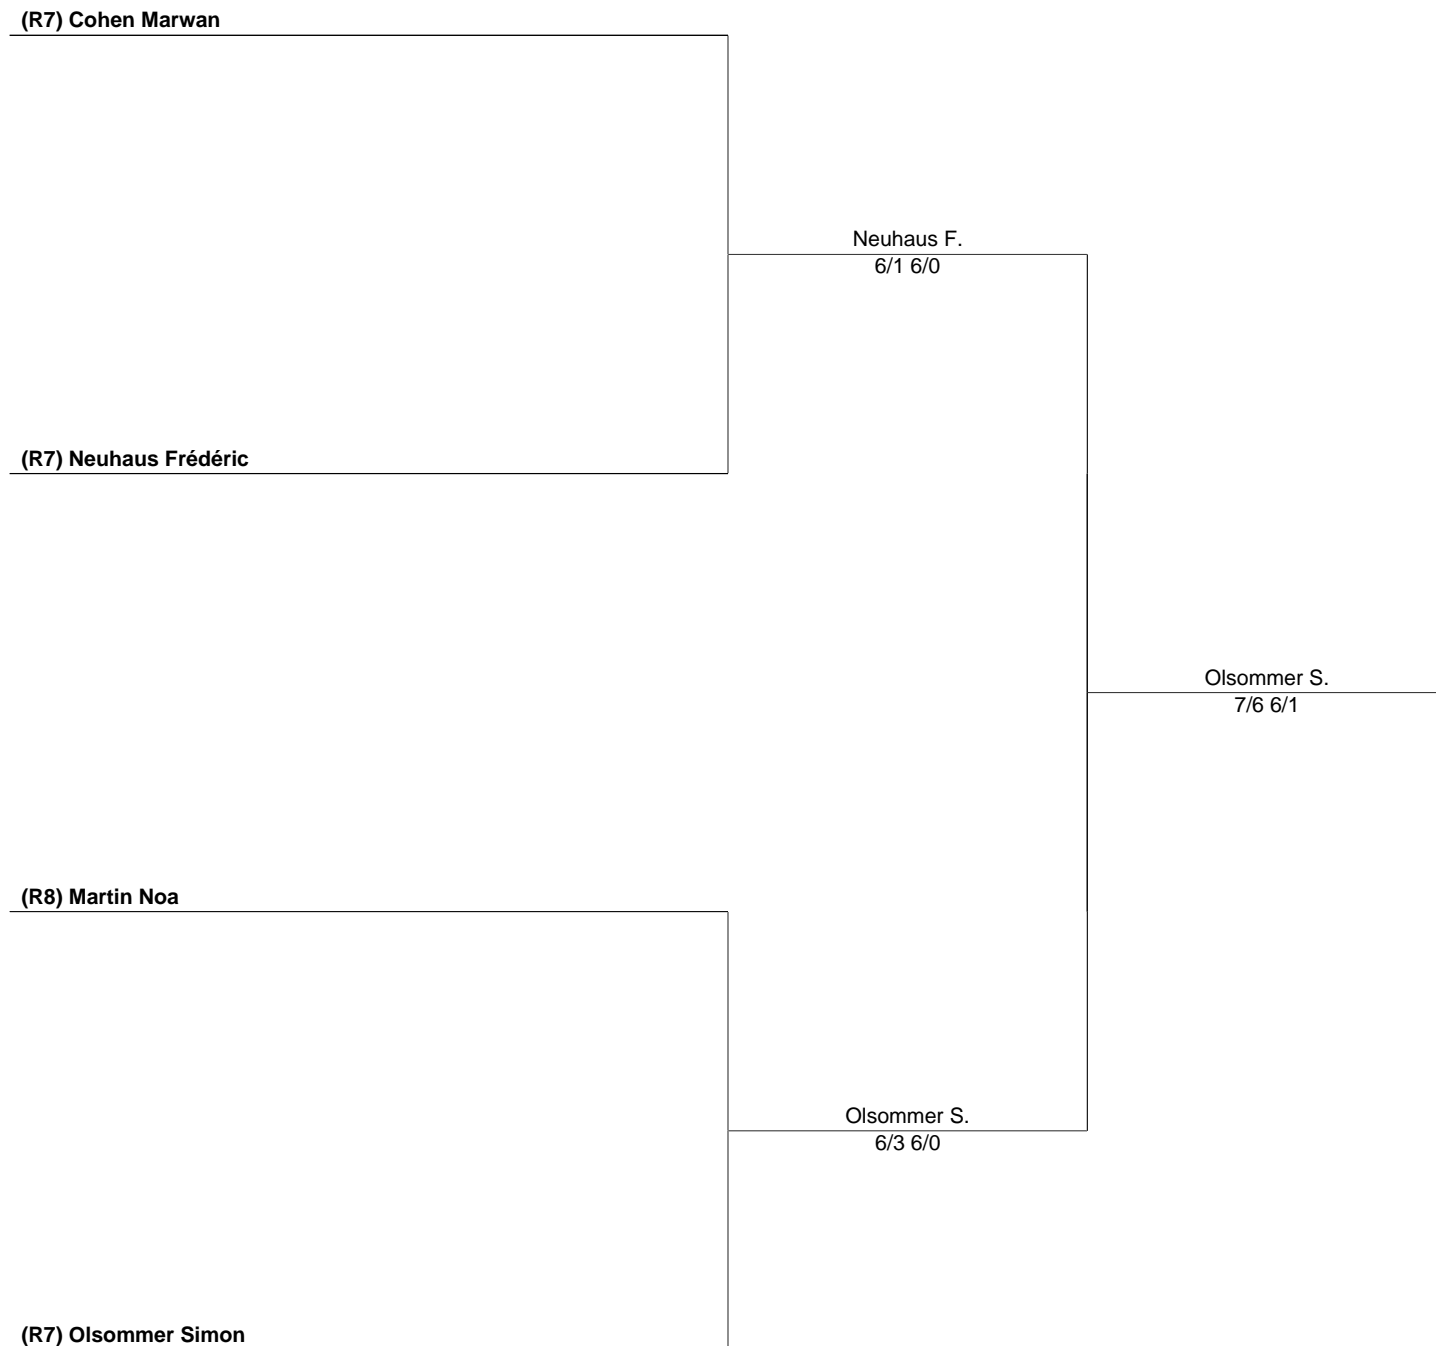 (R7) Cohen Marwan
Neuhaus F.
6/1 6/0
(R7) Neuhaus Frédéric
Olsommer S.
7/6 6/1
(R8) Martin Noa
Olsommer S.
6/3 6/0
(R7) Olsommer Simon